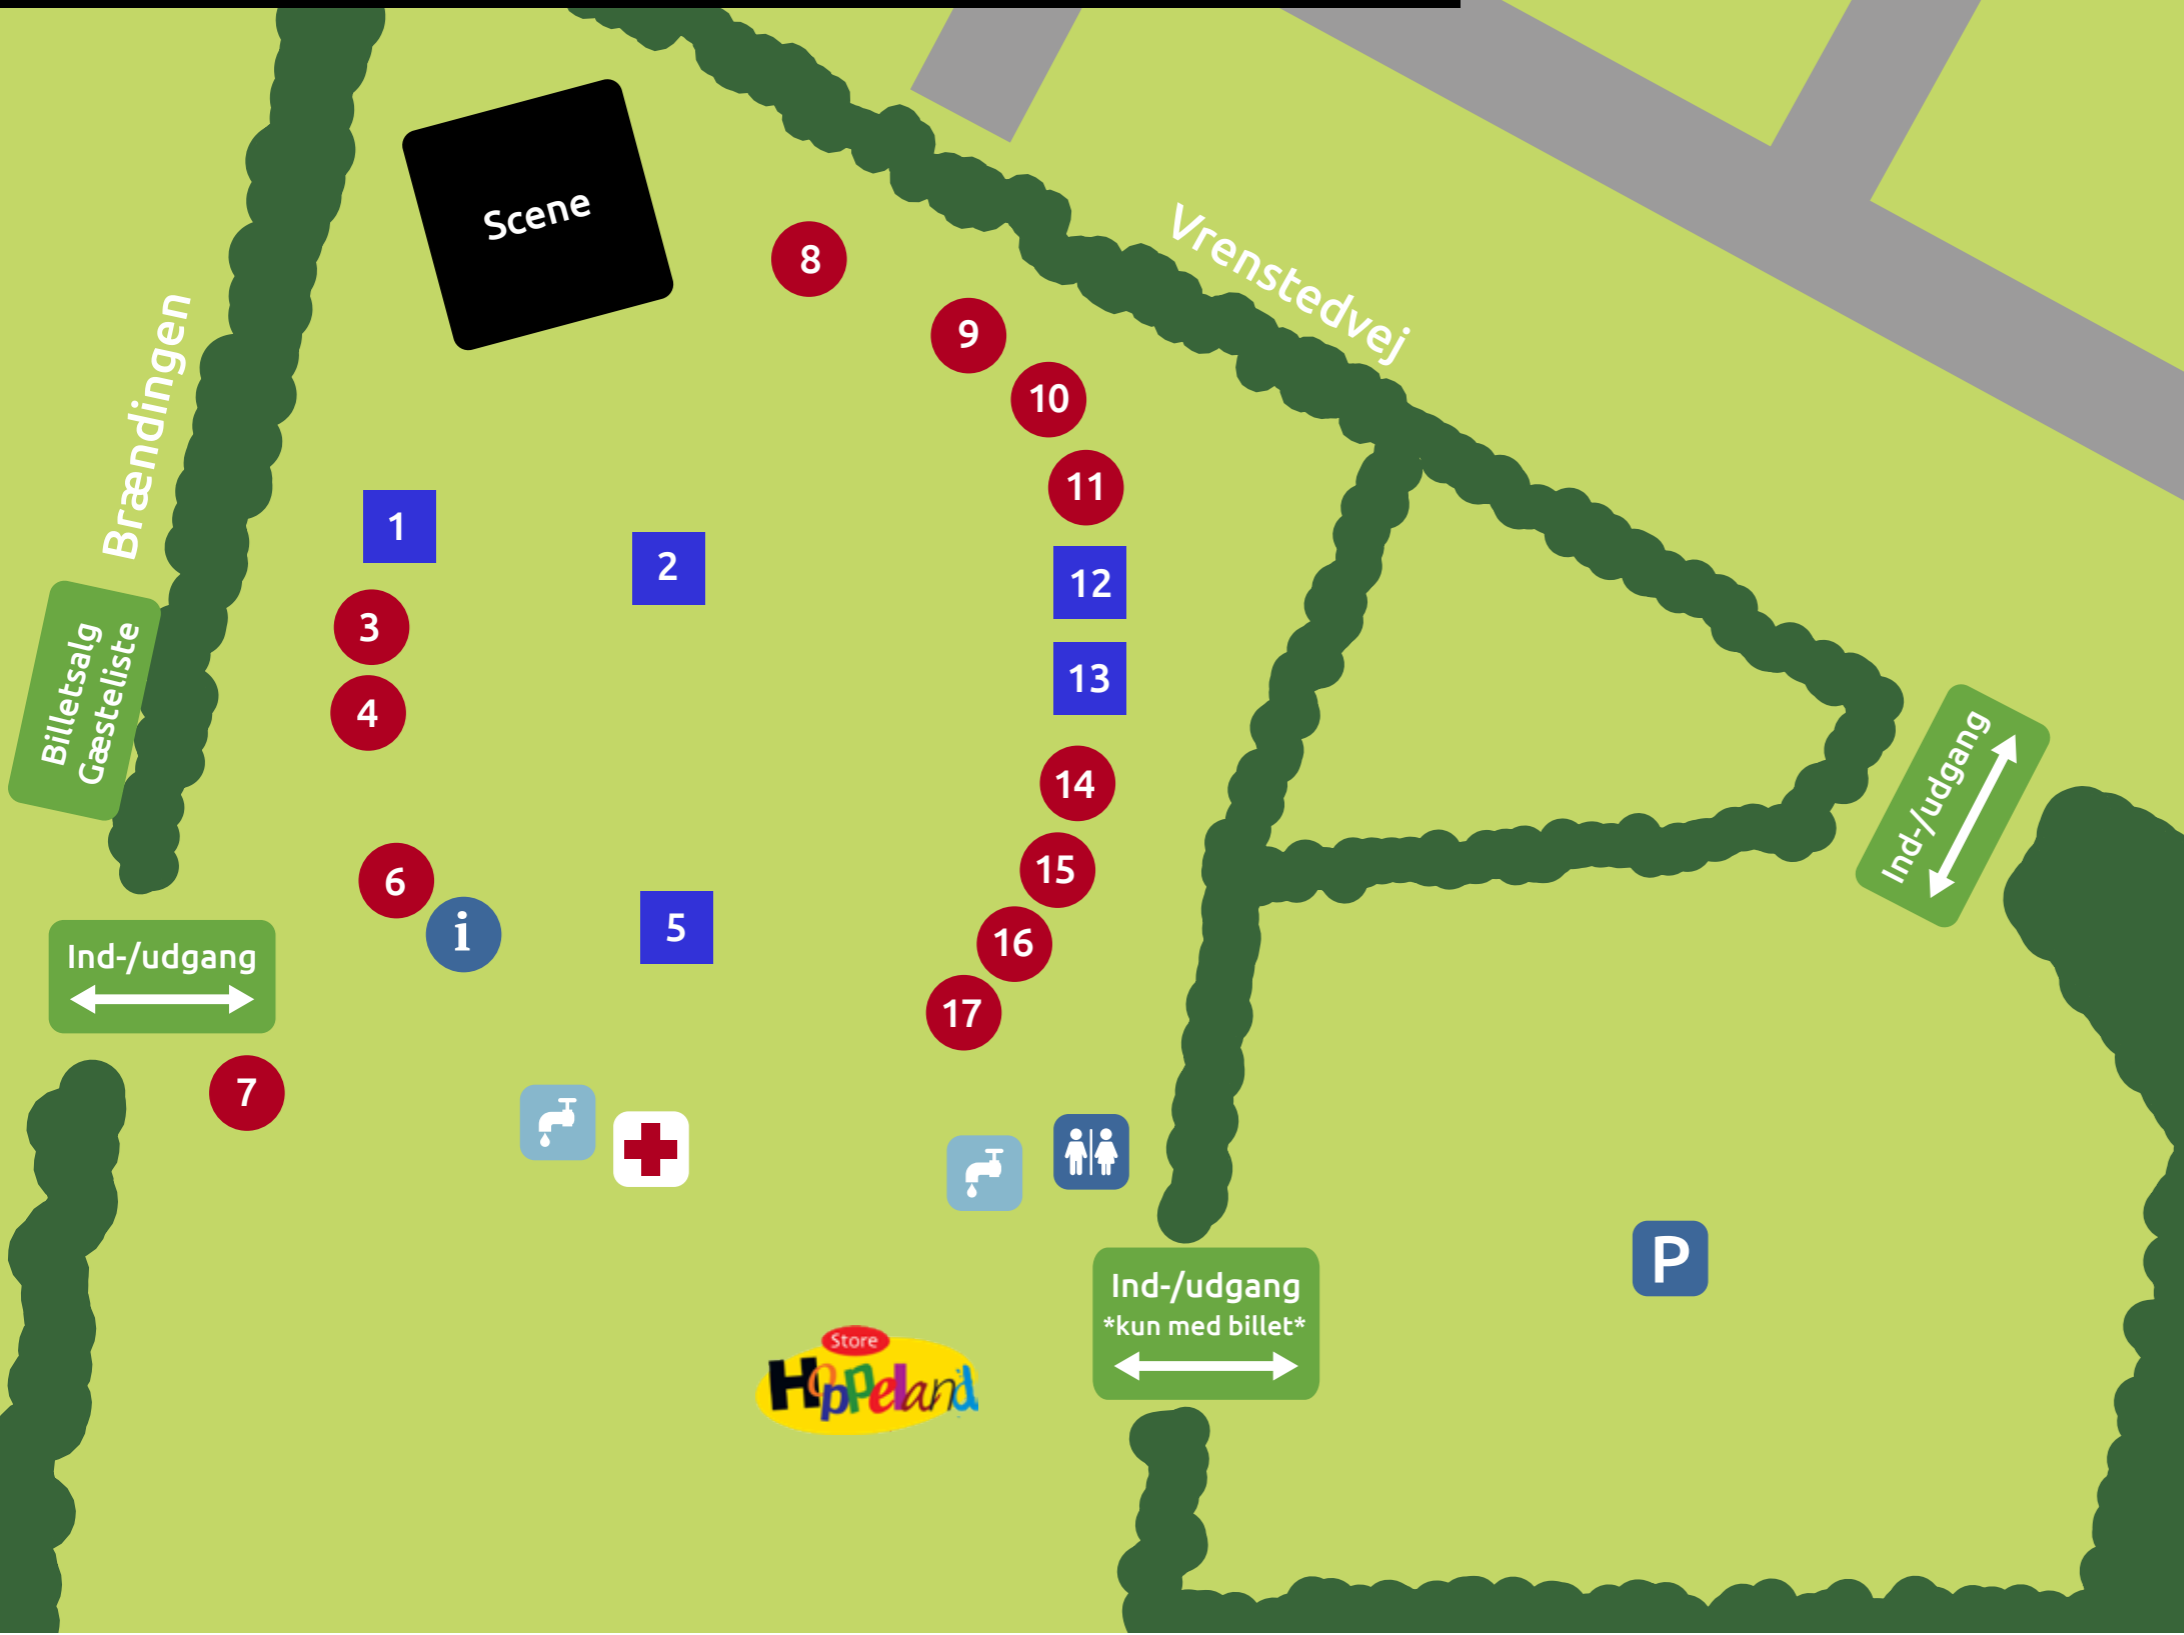 Scene
Vrenstedvej
Brændingen
8
9
10
11
1
2
12
3
13
4
Billetsalg
Gæsteliste
Ind-/udgang
14
15
6
i
5
16
Ind-/udgang
17
7
P
Ind-/udgang
*kun med billet*
Store
Hoppeland